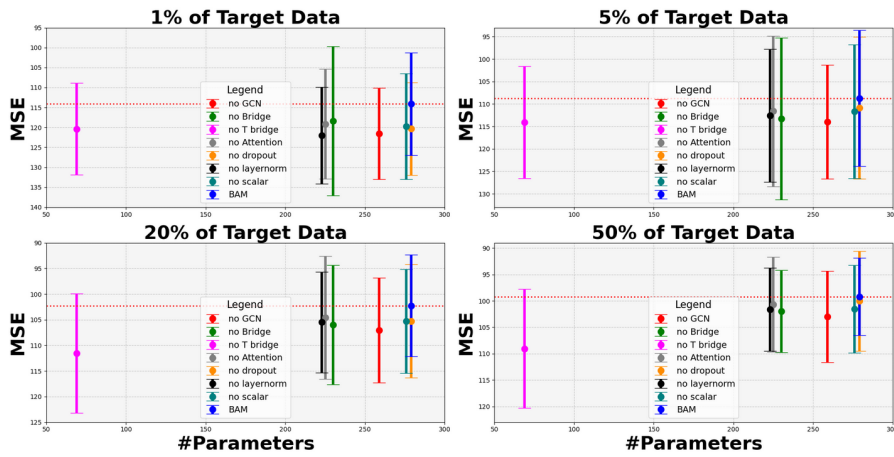 1% of Target Data
MSE
95
100
105
110
115
120
125
130
135
140
50
100
150
200
250
300
Legend
no GCN
no Bridge
no T bridge
no Attention
no dropout
no layernorm
no scalar
BAM
5% of Target Data
MSE
95
100
105
110
115
120
125
130
50
100
150
200
250
300
Legend
no GCN
no Bridge
no T bridge
no Attention
no dropout
no layernorm
no scalar
BAM
20% of Target Data
MSE
90
95
100
105
110
115
120
125
50
100
150
200
250
300
#Parameters
Legend
no GCN
no Bridge
no T bridge
no Attention
no dropout
no layernorm
no scalar
BAM
50% of Target Data
MSE
90
95
100
105
110
115
120
50
100
150
200
250
300
#Parameters
Legend
no GCN
no Bridge
no T bridge
no Attention
no dropout
no layernorm
no scalar
BAM